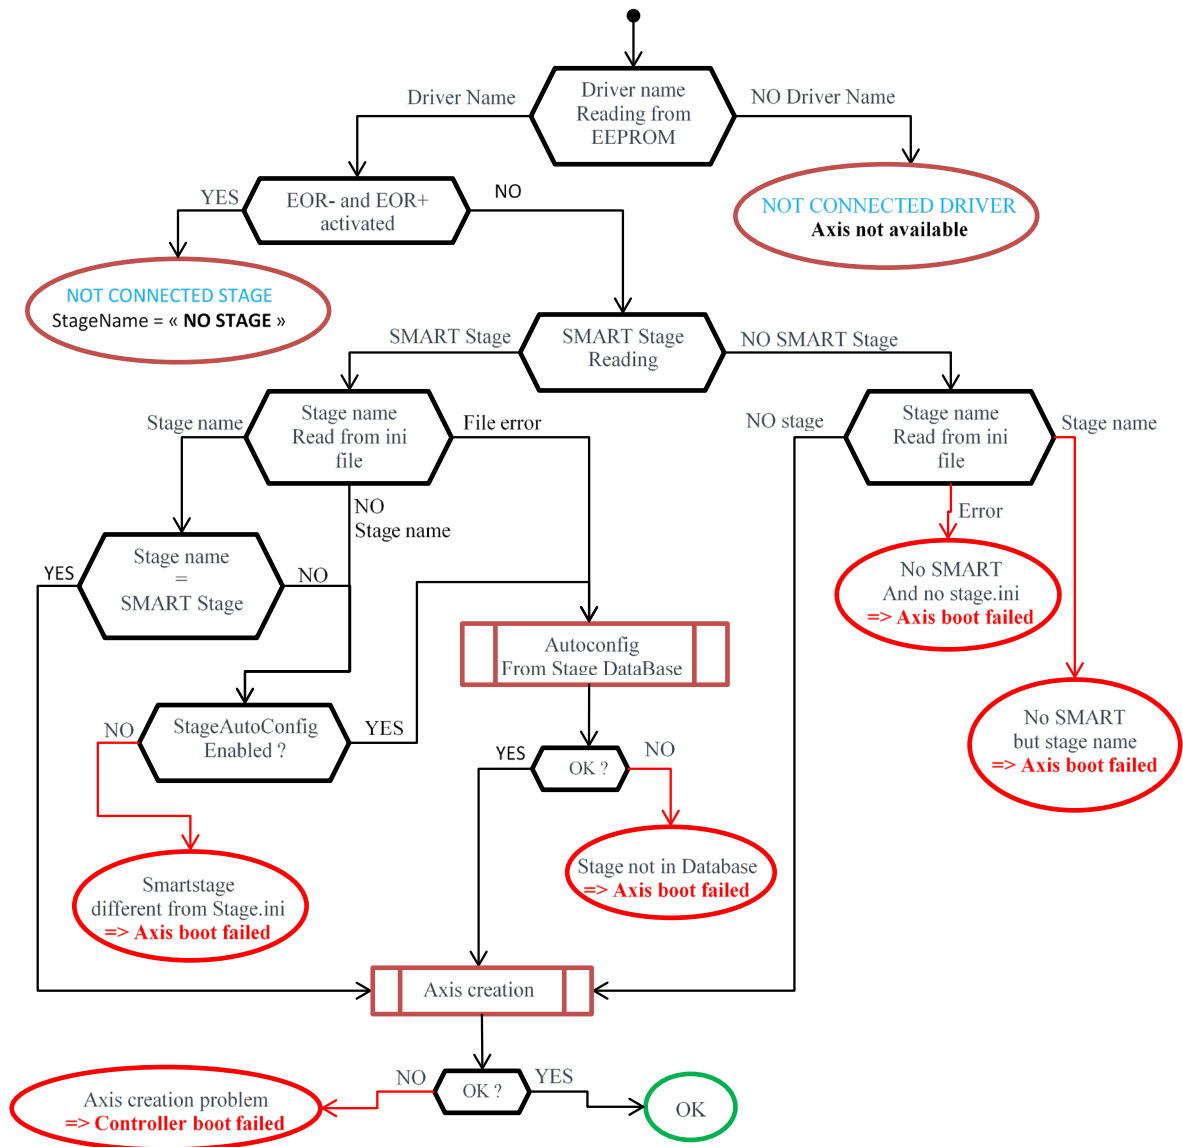 Driver name
Reading from
EEPROM
Driver Name
NO Driver Name
EOR- and EOR+
activated
YES
NO
NOT CONNECTED DRIVER
Axis not available
NOT CONNECTED STAGE
StageName = « NO STAGE »
SMART Stage
Reading
SMART Stage
NO SMART Stage
Stage name
Read from ini
file
Stage name
File error
NO
Stage name
NO stage
Stage name
Read from ini
file
Stage name
Error
Stage name
=
SMART Stage
YES
NO
No SMART
And no stage.ini
=> Axis boot failed
Autoconfig
From Stage DataBase
No SMART
but stage name
=> Axis boot failed
StageAutoConfig
Enabled ?
NO
YES
YES
OK ?
NO
Stage not in Database
=> Axis boot failed
Smartstage
different from Stage.ini
=> Axis boot failed
Axis creation
NO
OK ?
YES
Axis creation problem
=> Controller boot failed
OK